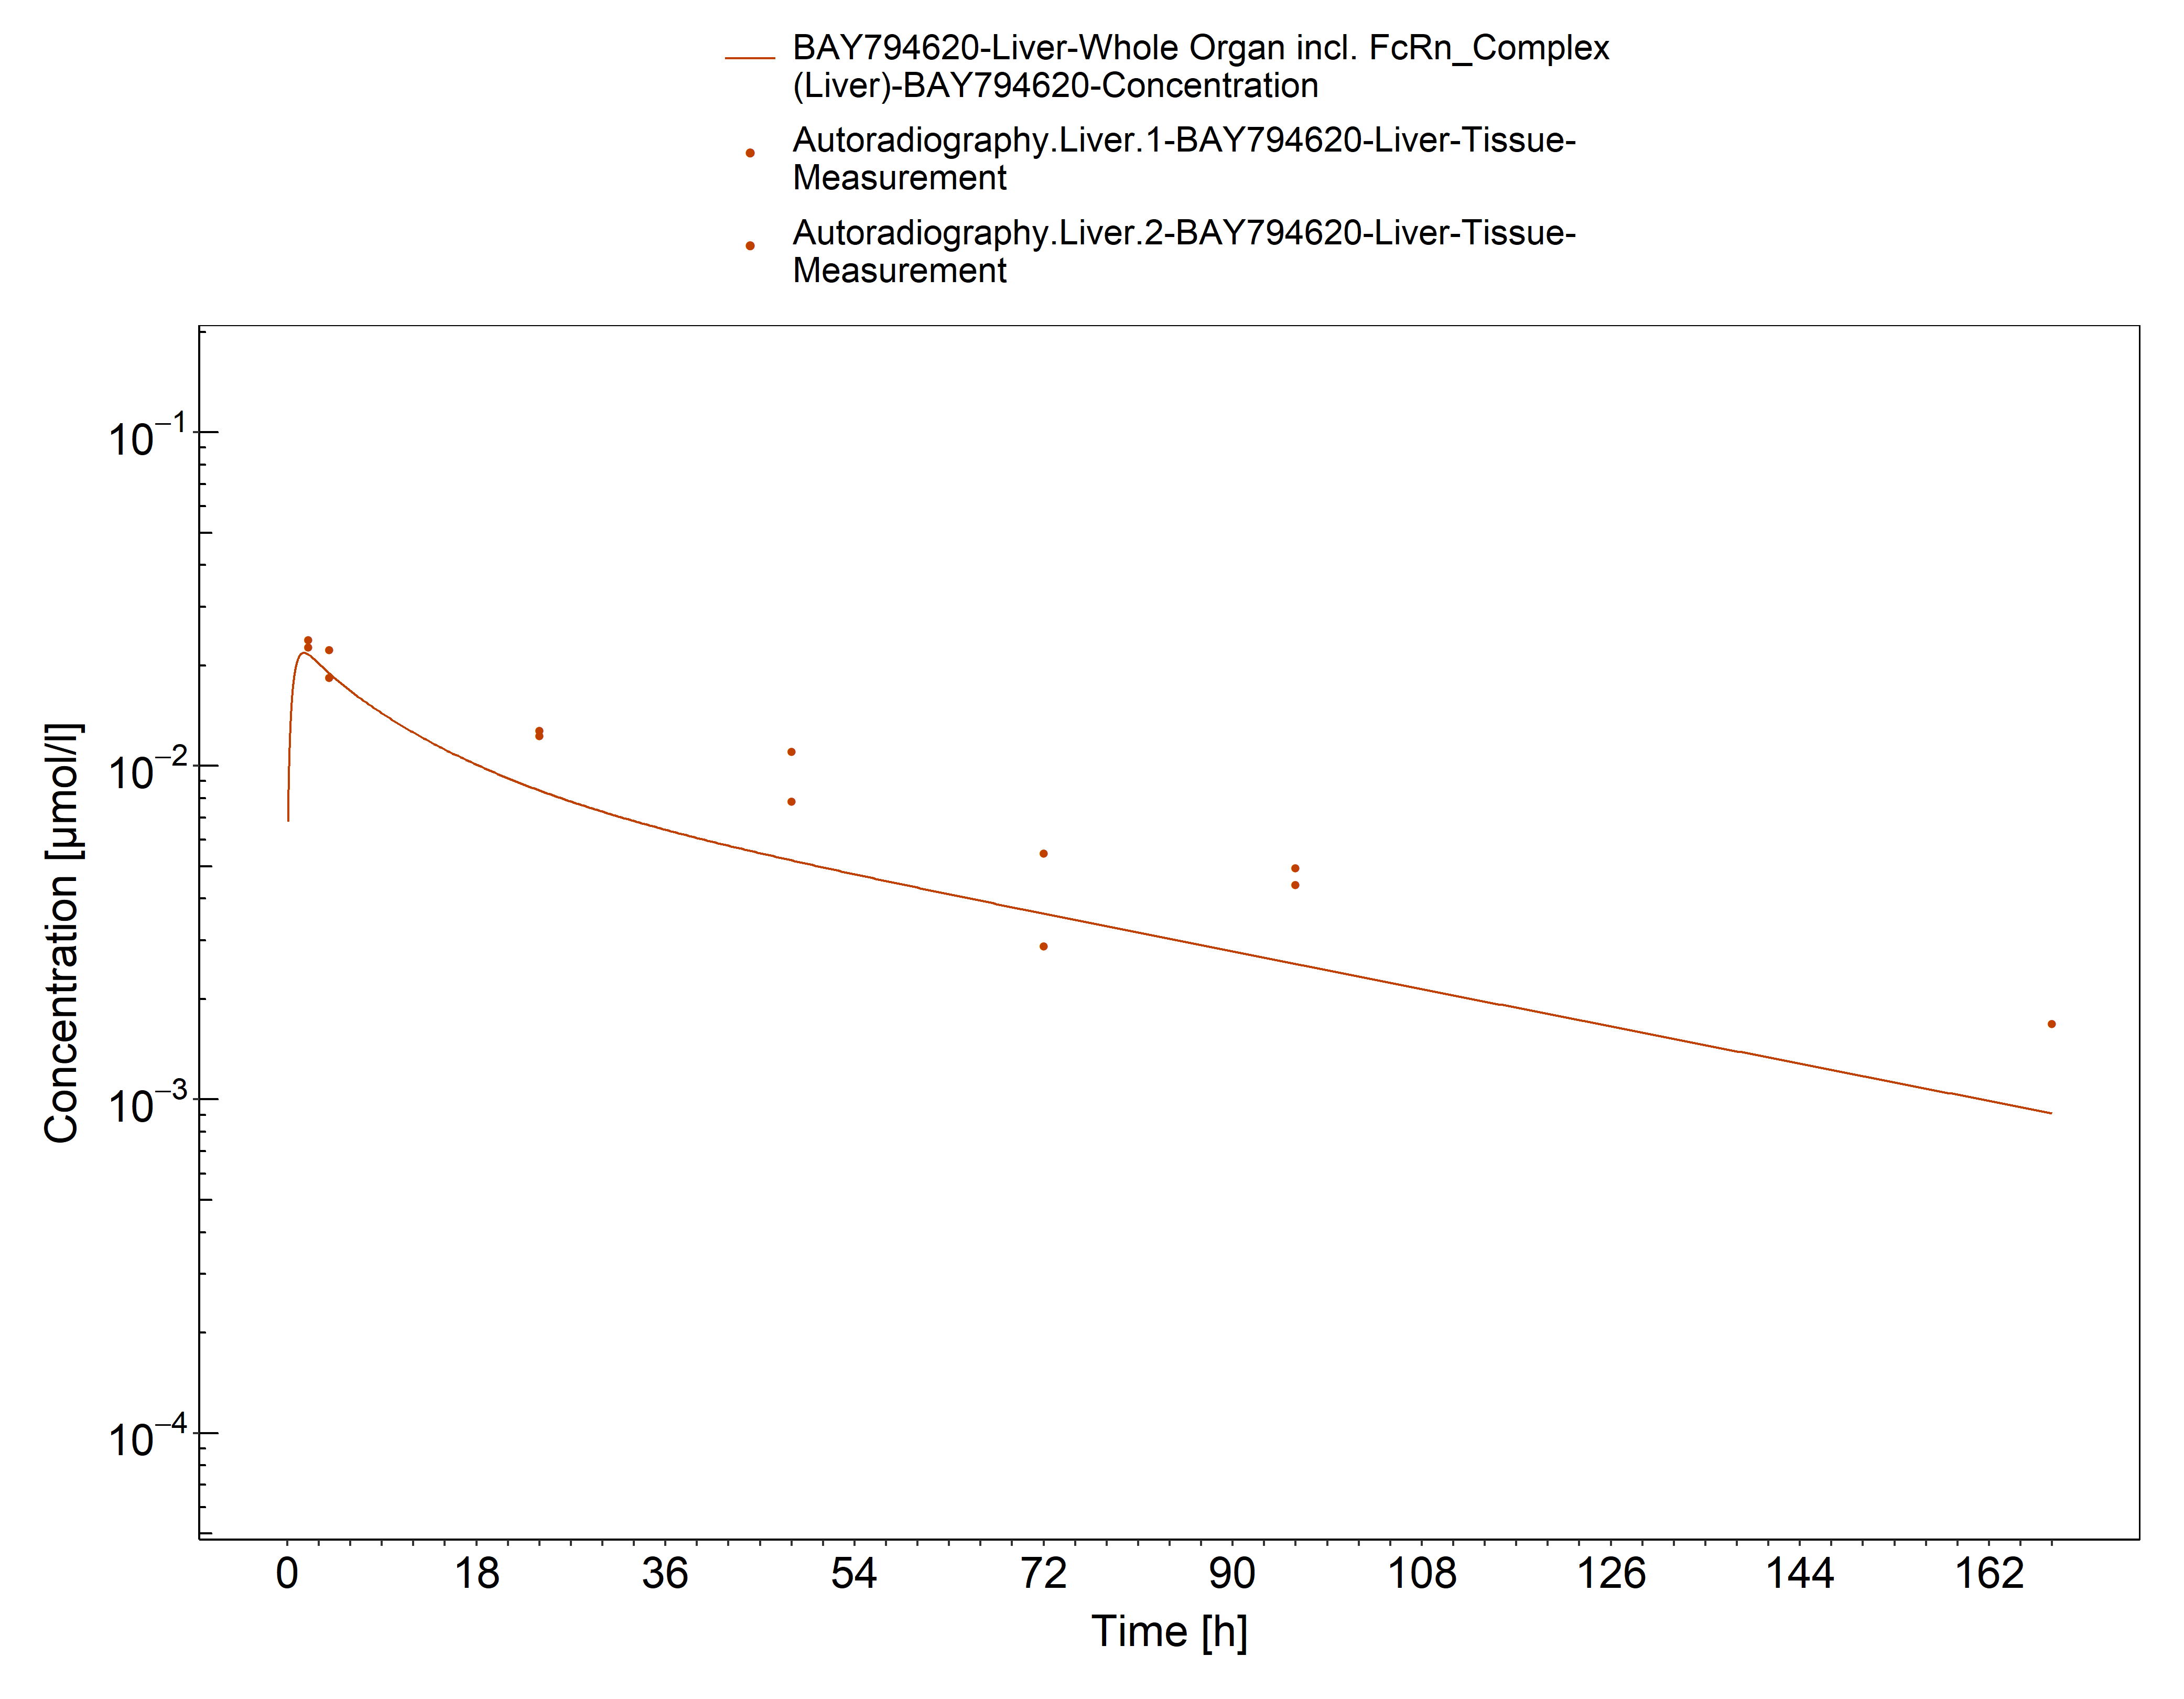 BAY794620-Liver-Whole Organ incl. FcRn_Complex
(Liver)-BAY794620-Concentration
Autoradiography.Liver.1-BAY794620-Liver-Tissue-
Measurement
Autoradiography.Liver.2-BAY794620-Liver-Tissue-
Measurement
10⁻¹
10⁻²
10⁻³
10⁻⁴
Concentration [µmol/l]
0 18 36 54 72 90 108 126 144 162
Time [h]